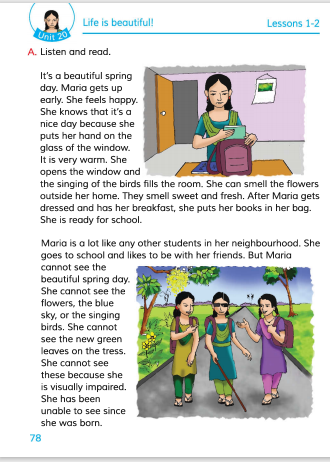 Unit 20
Life is beautiful!
Lessons 1-2
A. Listen and read.
It's a beautiful spring
day. Maria gets up
early. She feels happy.
She knows that it's a
nice day because she
puts her hand on the
glass of the window.
It is very warm. She
opens the window and
the singing of the birds fills the room. She can smell the flowers
outside her home. They smell sweet and fresh. After Maria gets
dressed and has her breakfast, she puts her books in her bag.
She is ready for school.
Maria is a lot like any other students in her neighbourhood. She
goes to school and likes to be with her friends. But Maria
cannot see the
beautiful spring day.
She cannot see the
flowers, the blue
sky, or the singing
birds. She cannot
see the new green
leaves on the tress.
She cannot see
these because she
is visually impaired.
She has been
unable to see since
she was born.
78